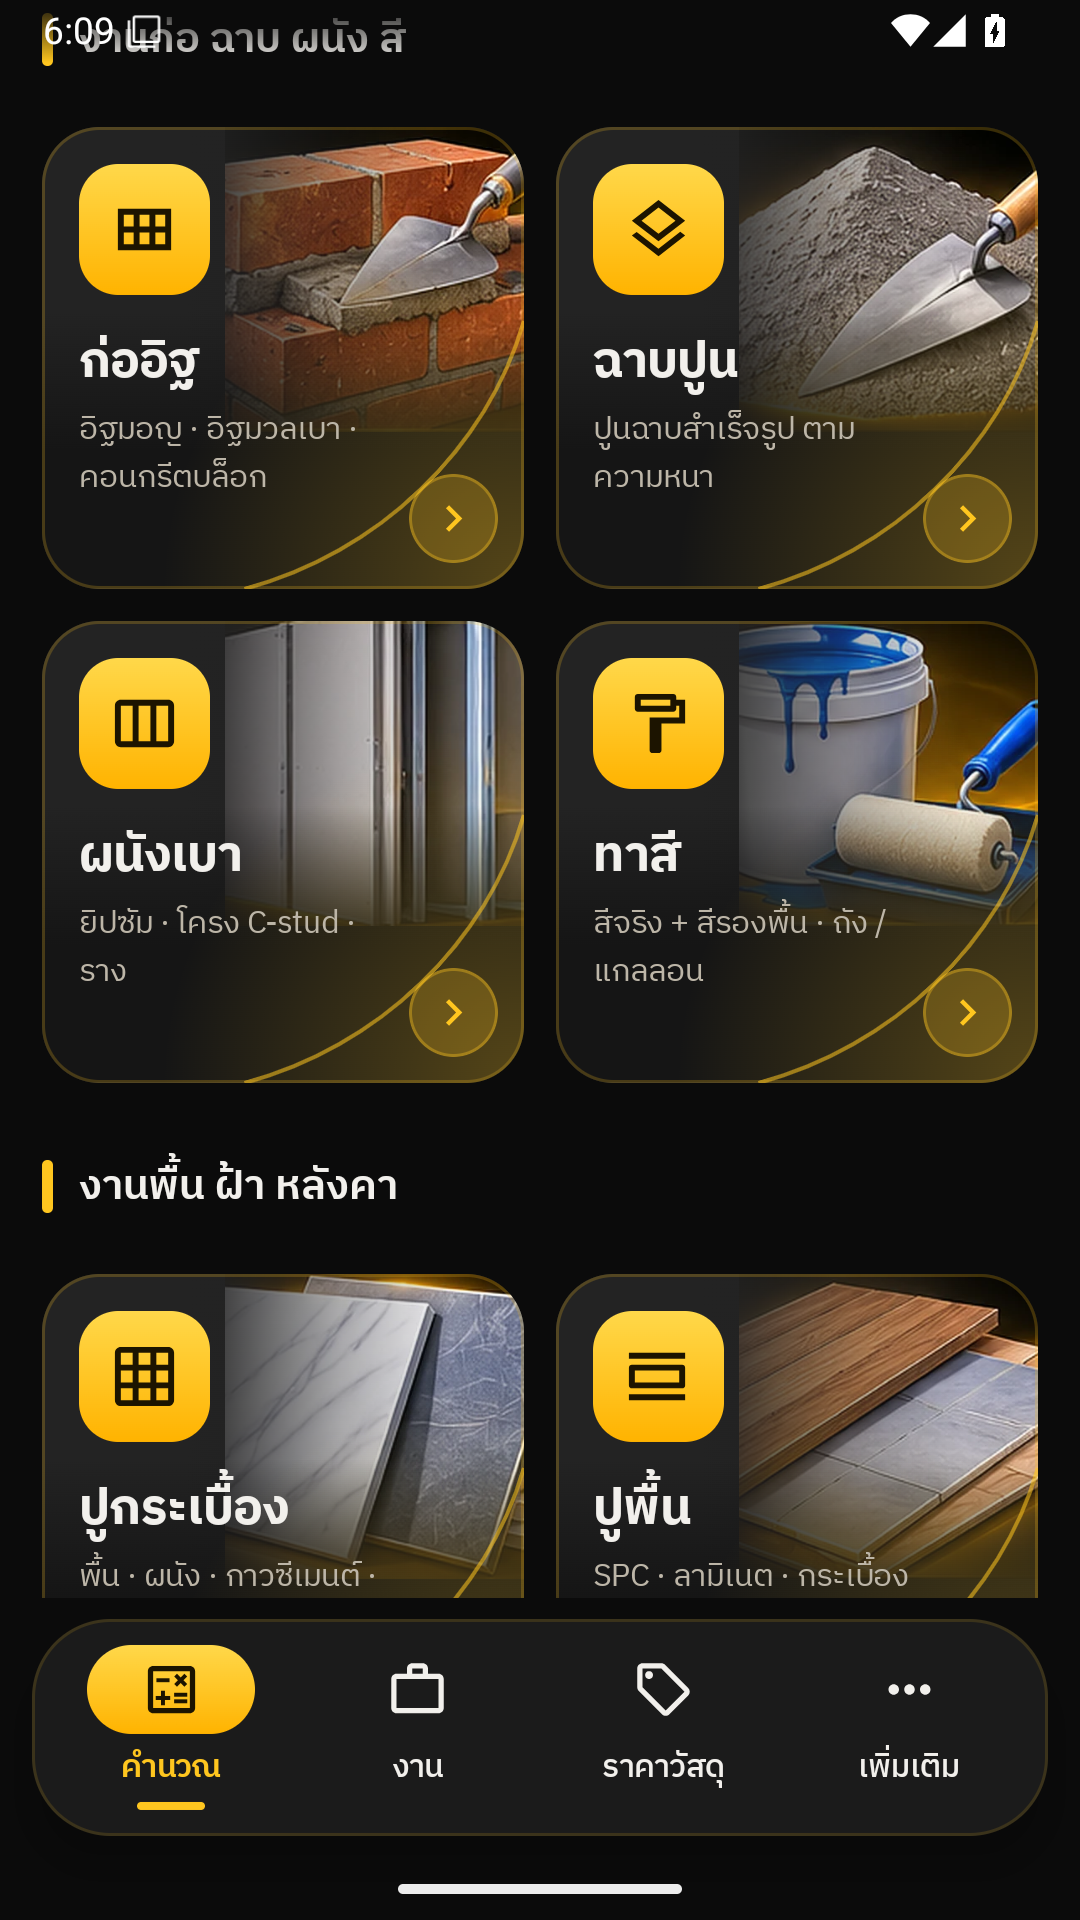 6:09
งานก่อ ฉาบ ผนัง สี
ก่ออิฐ
อิฐมอญ · อิฐมวลเบา ·
คอนกรีตบล็อก
ฉาบปูน
ปูนฉาบสำเร็จรูป ตาม
ความหนา
ผนังเบา
ยิปซัม · โครง C-stud ·
ราง
ทาสี
สีจริง + สีรองพื้น · ถัง /
แกลลอน
งานพื้น ฝ้า หลังคา
ปูกระเบื้อง
พื้น · ผนัง · กาวซีเมนต์ ·
ปูพื้น
SPC · ลามิเนต · กระเบื้อง
คำนวณ
งาน
ราคาวัสดุ
เพิ่มเติม